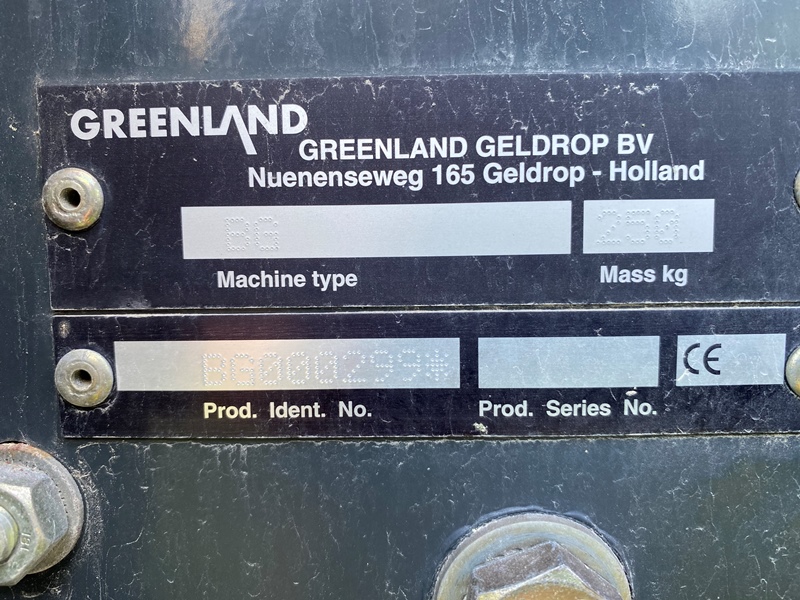 GREENLAND
GREENLAND GELDROP BV
Nuenenseweg 165 Geldrop - Holland
Machine type
Mass kg
Prod. Ident. No.
Prod. Series No.
CE